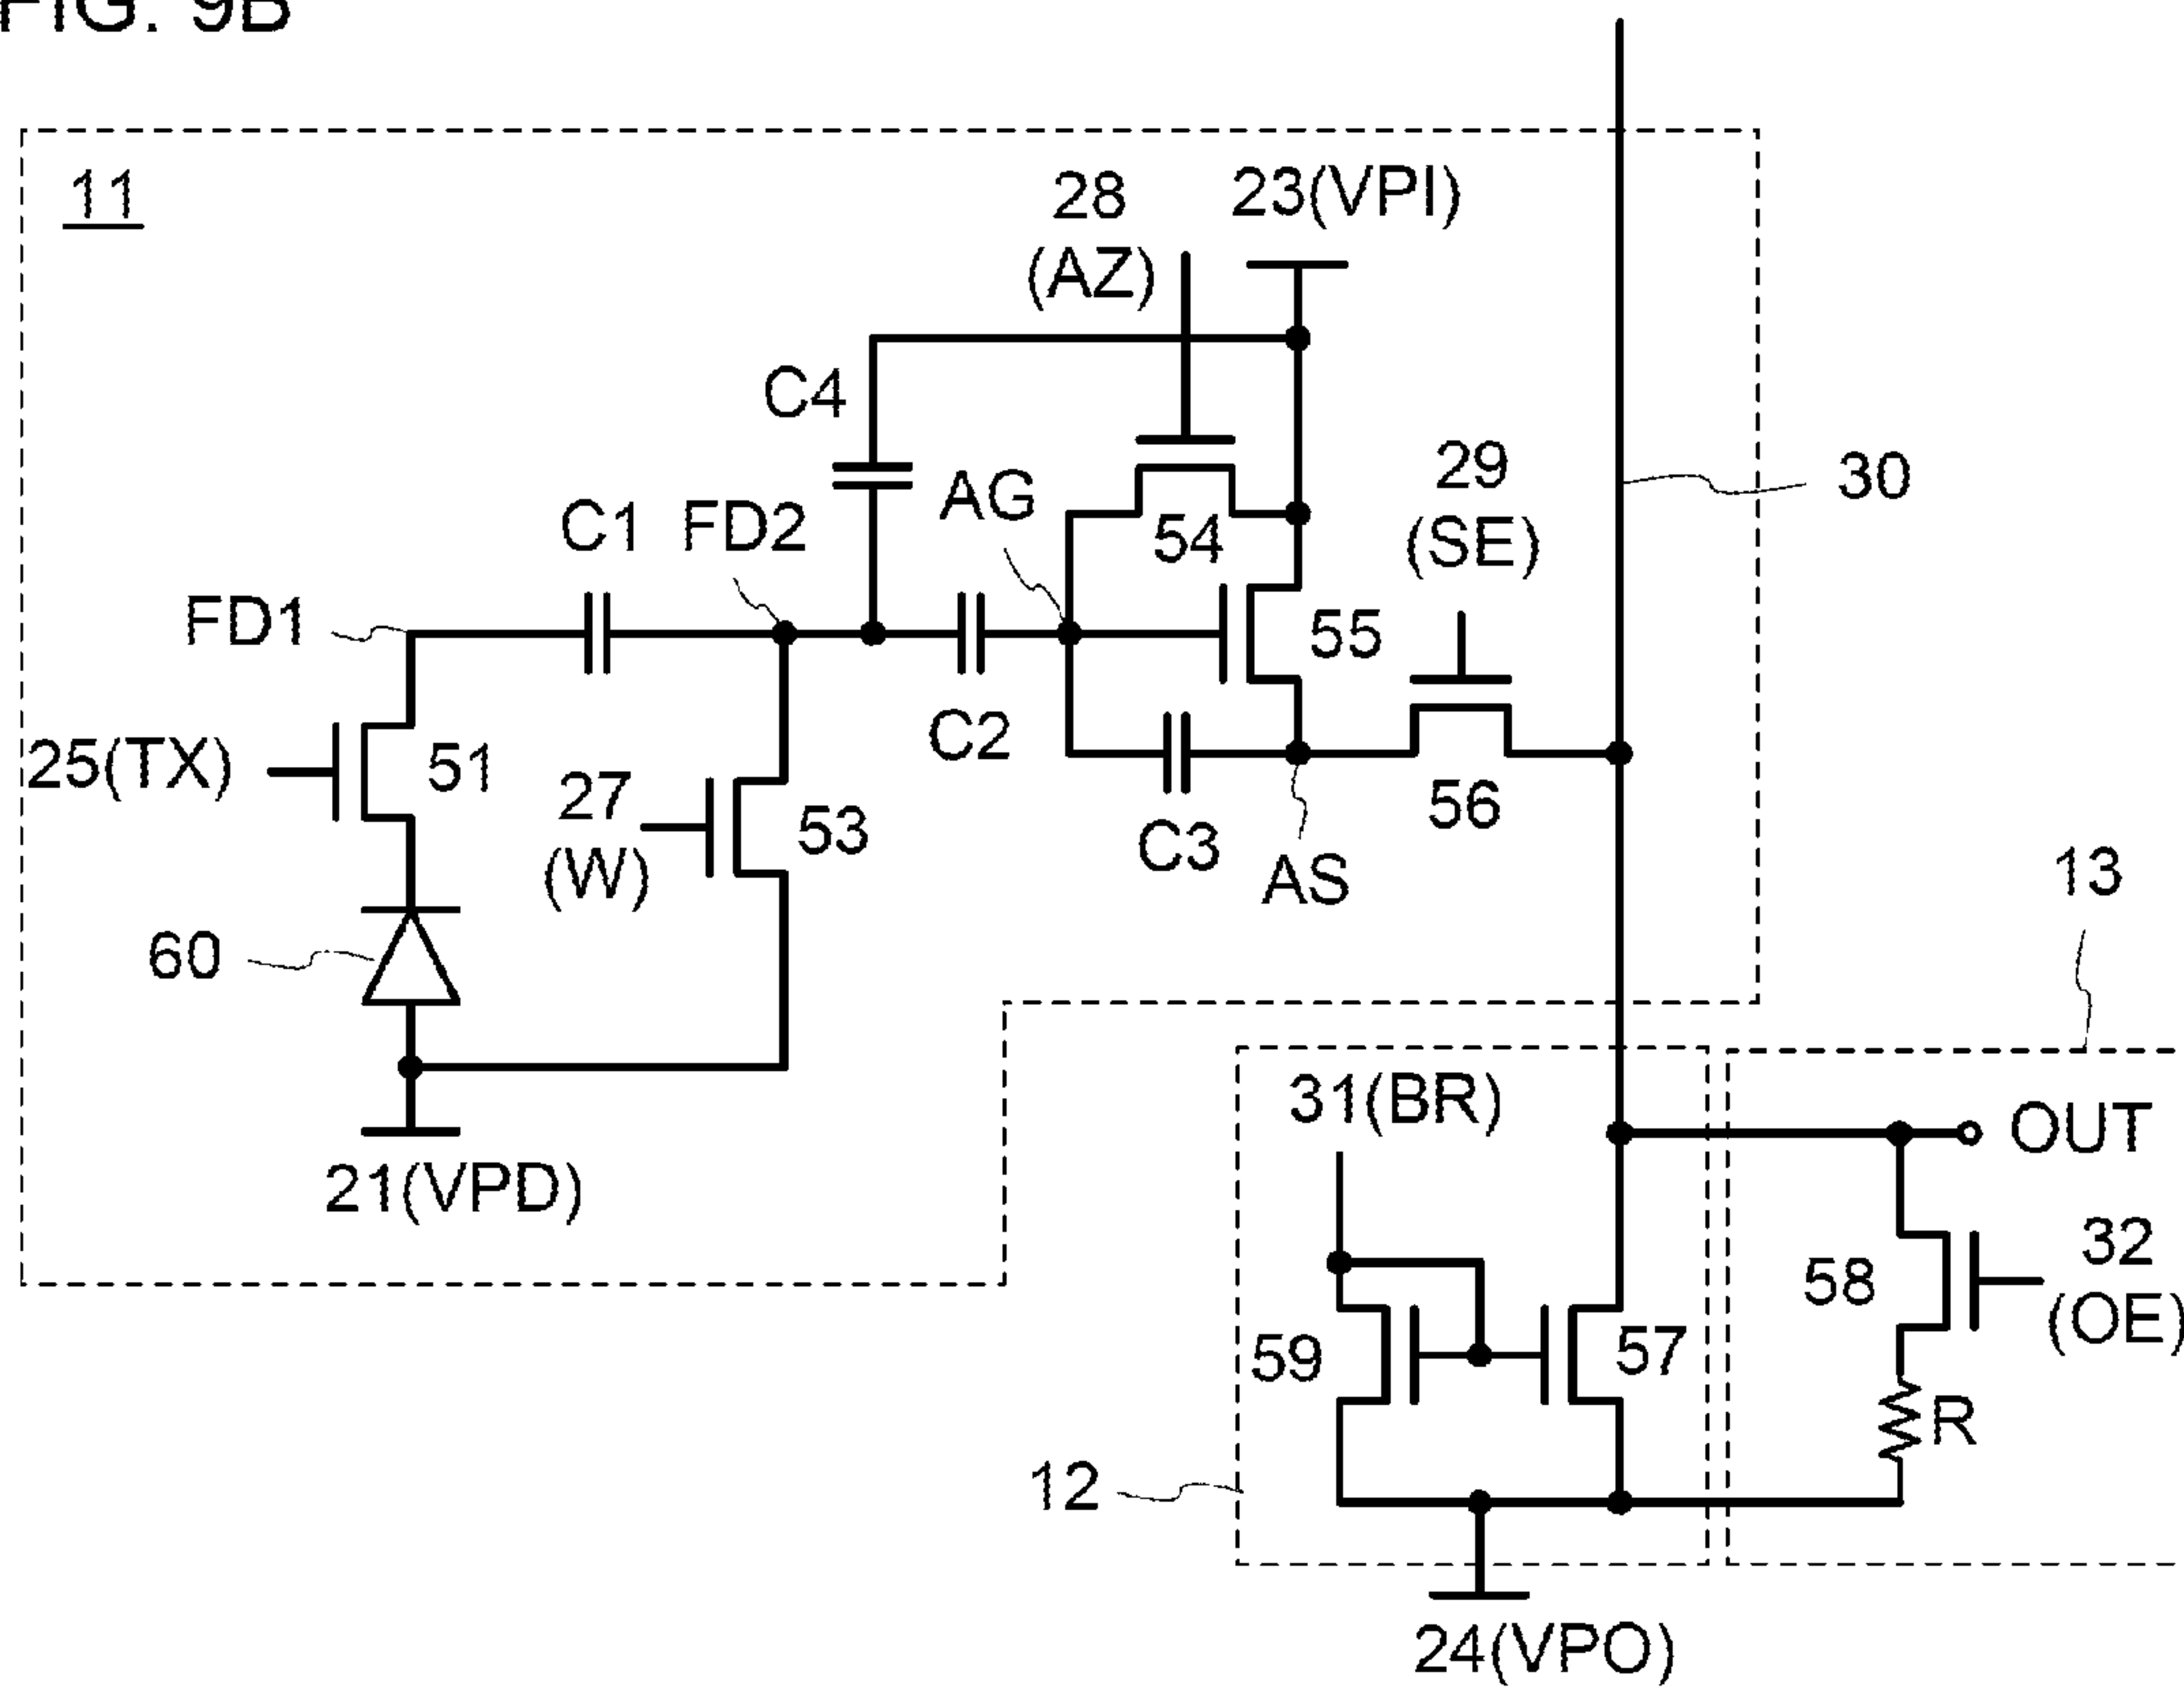 FIG. 9B
11
28
(AZ)
23(VPI)
C4
AG
29
(SE)
30
C1
FD2
54
FD1
55
C2
25(TX)
51
27
(W)
53
56
C3
AS
13
60
31(BR)
OUT
21(VPD)
32
(OE)
58
59
57
R
12
24(VPO)